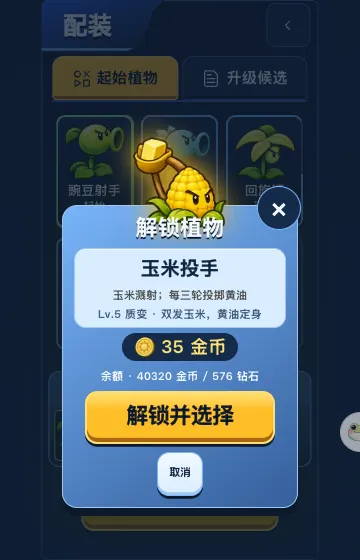 配装
起始植物
升级候选
豌豆射手
起始
解锁植物
玉米投手
玉米溅射；每三轮投掷黄油
Lv.5 质变 · 双发玉米，黄油定身
35 金币
余额 · 40320 金币 / 576 钻石
解锁并选择
取消